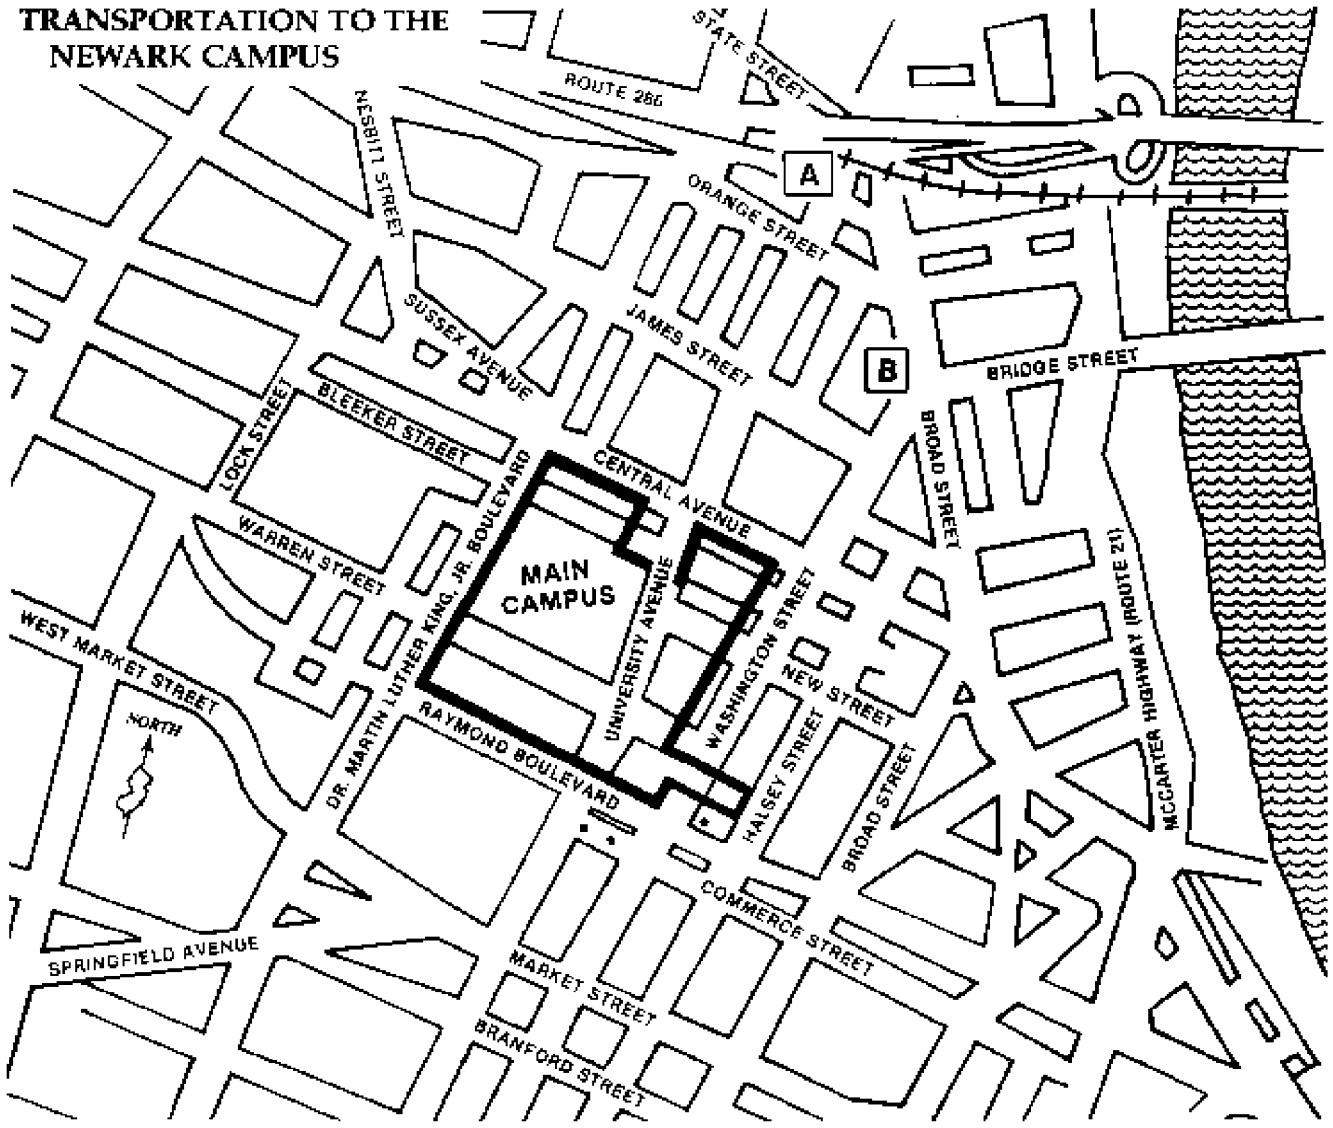 TRANSPORTATION TO THE
NEWARK CAMPUS
STATE STREET
ROUTE 280
NESBITT STREET
A
ORANGE STREET
SUSSEX AVENUE
JAMES STREET
B
BRIDGE STREET
BLEEKER STREET
LOCK STREET
BROAD STREET
CENTRAL AVENUE
WARREN STREET
MAIN
CAMPUS
DR. MARTIN LUTHER KING, JR. BOULEVARD
UNIVERSITY AVENUE
WASHINGTON STREET
MCCARTER HIGHWAY (ROUTE 21)
WEST MARKET STREET
NEW STREET
NORTH
RAYMOND BOULEVARD
HALSEY STREET
BROAD STREET
COMMERCE STREET
SPRINGFIELD AVENUE
MARKET STREET
BRANFORD STREET